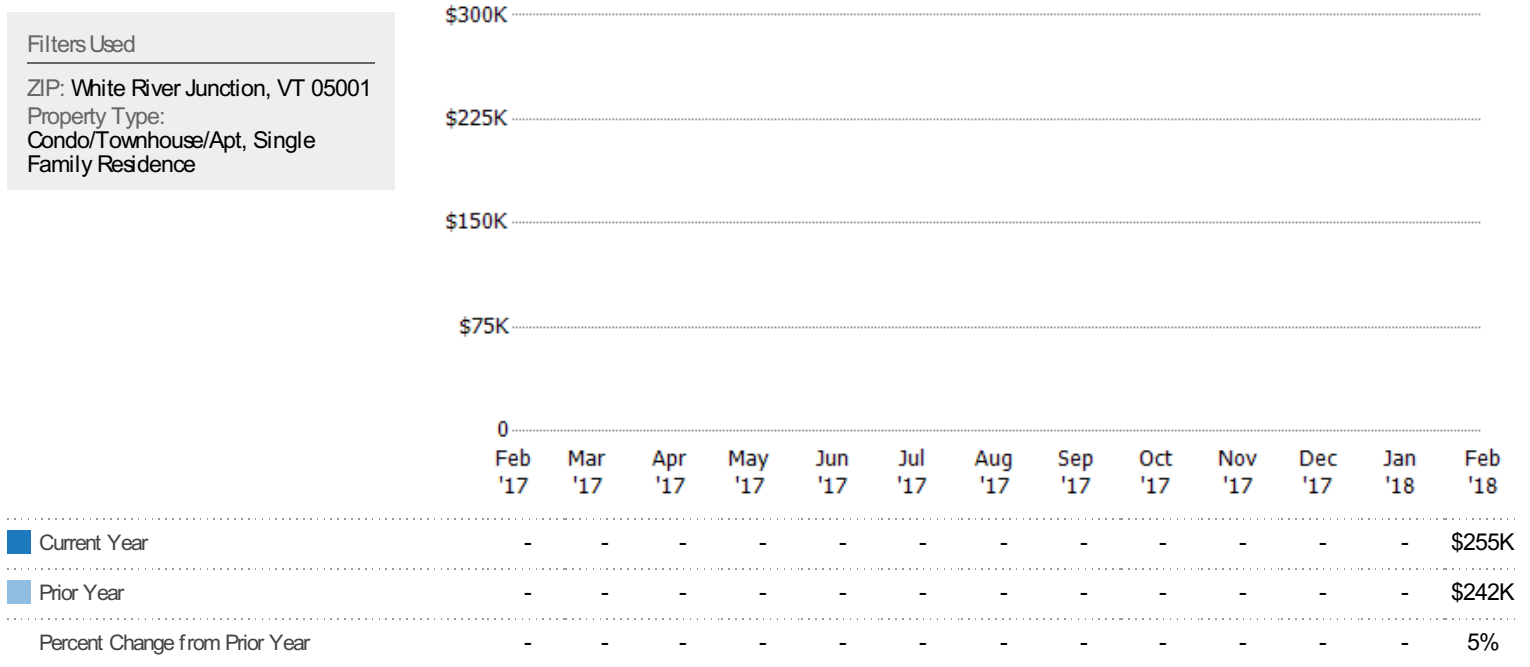 Filters Used
ZIP: White River Junction, VT 05001
Property Type:
Condo/Townhouse/Apt, Single
Family Residence
$300K
$225K
$150K
$75K
0
Feb Mar Apr May Jun Jul Aug Sep Oct Nov Dec Jan Feb
'17 '17 '17 '17 '17 '17 '17 '17 '17 '17 '17 '18 '18
Current Year - - - - - - - - - - - - $255K
Prior Year - - - - - - - - - - - - $242K
Percent Change from Prior Year - - - - - - - - - - - - 5%